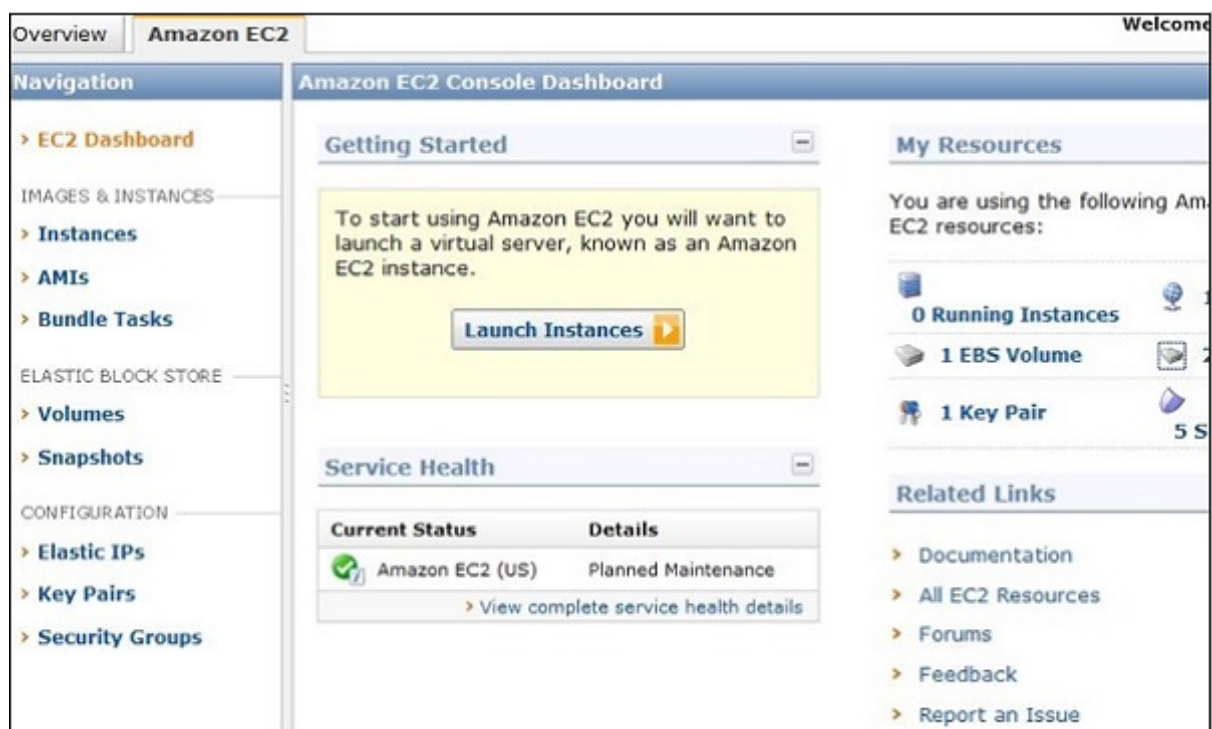 Overview
Amazon EC2
Welcome
Navigation
> EC2 Dashboard
IMAGES & INSTANCES
> Instances
> AMIs
> Bundle Tasks
ELASTIC BLOCK STORE
> Volumes
> Snapshots
CONFIGURATION
> Elastic IPs
> Key Pairs
> Security Groups
Amazon EC2 Console Dashboard
Getting Started
To start using Amazon EC2 you will want to
launch a virtual server, known as an Amazon
EC2 instance.
Launch Instances
Service Health
Current Status Details
Amazon EC2 (US) Planned Maintenance
> View complete service health details
My Resources
You are using the following
EC2 resources:
0 Running Instances
1 EBS Volume
1 Key Pair
5
Related Links
> Documentation
> All EC2 Resources
> Forums
> Feedback
> Report an Issue